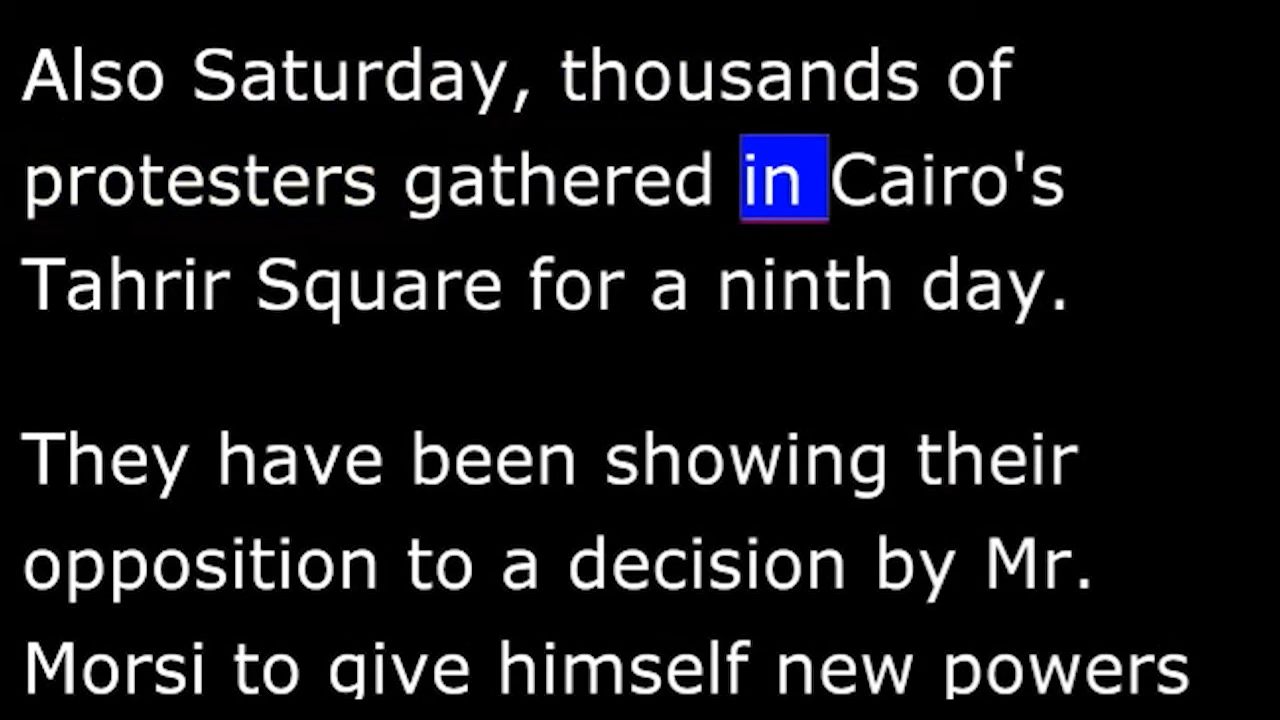 Also Saturday, thousands of
protesters gathered in Cairo's
Tahrir Square for a ninth day.
They have been showing their
opposition to a decision by Mr.
Morsi to give himself new powers